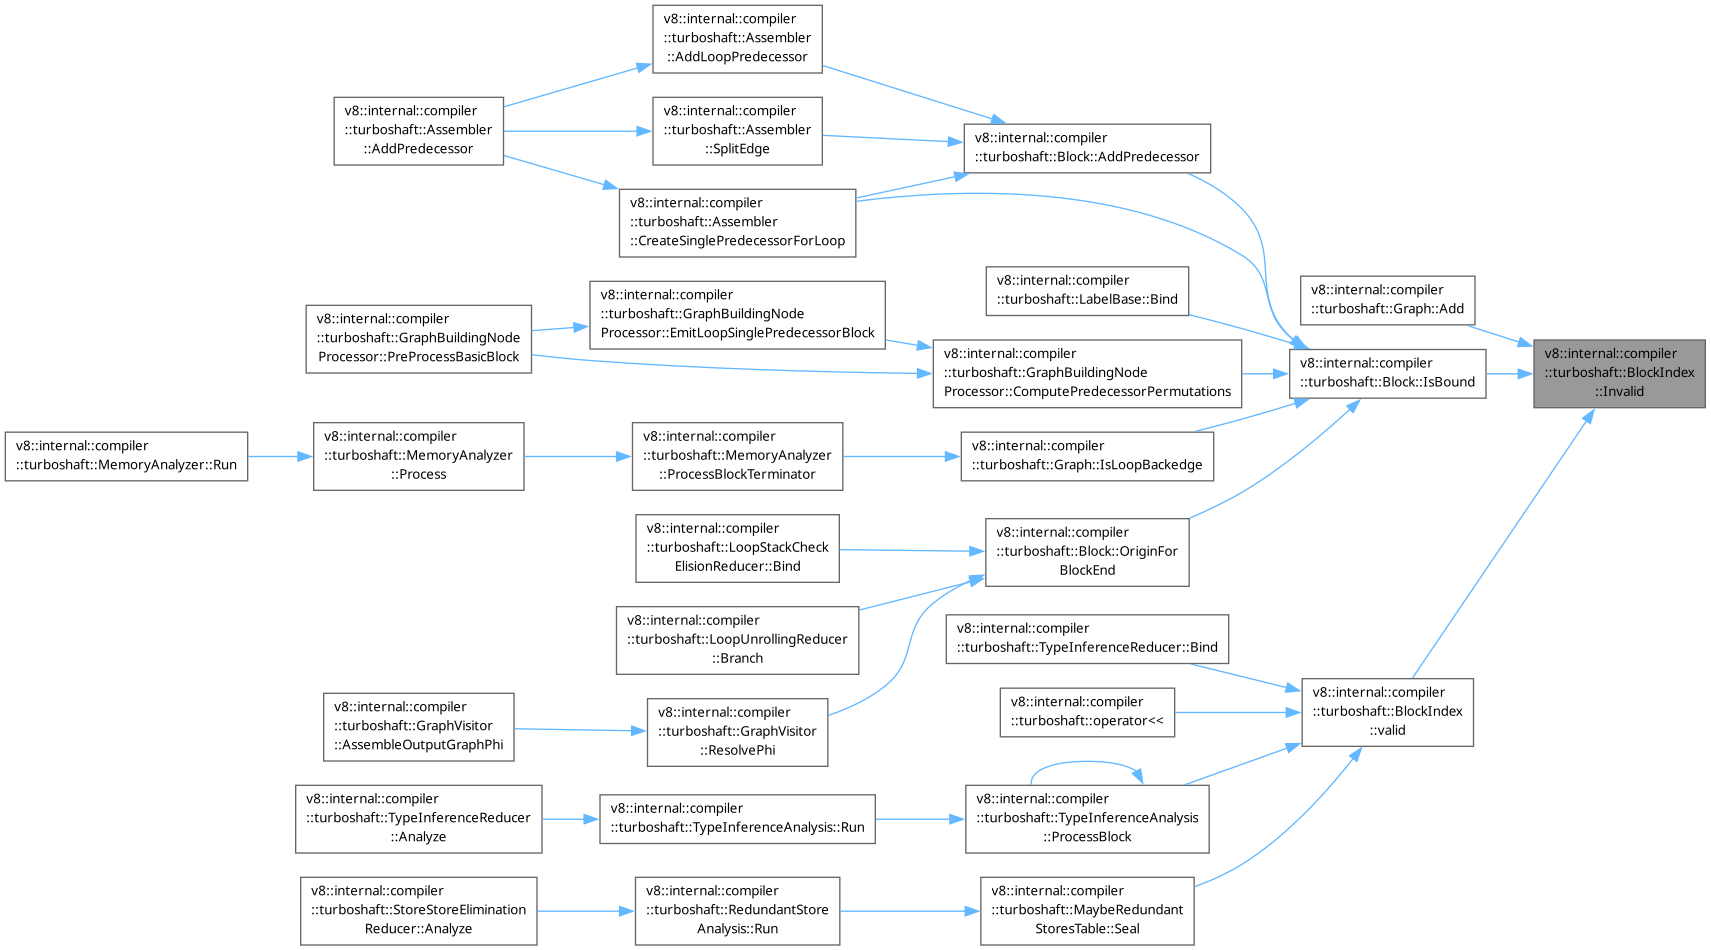 v8::internal::compiler
::turboshaft::Assembler
::AddLoopPredecessor
v8::internal::compiler
::turboshaft::Assembler
::AddPredecessor
v8::internal::compiler
::turboshaft::Assembler
::SplitEdge
v8::internal::compiler
::turboshaft::Block::AddPredecessor
v8::internal::compiler
::turboshaft::Assembler
::CreateSinglePredecessorForLoop
v8::internal::compiler
::turboshaft::LabelBase::Bind
v8::internal::compiler
::turboshaft::Graph::Add
v8::internal::compiler
::turboshaft::GraphBuildingNode
Processor::EmitLoopSinglePredecessorBlock
v8::internal::compiler
::turboshaft::GraphBuildingNode
Processor::PreProcessBasicBlock
v8::internal::compiler
::turboshaft::GraphBuildingNode
Processor::ComputePredecessorPermutations
v8::internal::compiler
::turboshaft::Block::IsBound
v8::internal::compiler
::turboshaft::BlockIndex
::Invalid
v8::internal::compiler
::turboshaft::MemoryAnalyzer::Run
v8::internal::compiler
::turboshaft::MemoryAnalyzer
::Process
v8::internal::compiler
::turboshaft::MemoryAnalyzer
::ProcessBlockTerminator
v8::internal::compiler
::turboshaft::Graph::IsLoopBackedge
v8::internal::compiler
::turboshaft::LoopStackCheck
ElisionReducer::Bind
v8::internal::compiler
::turboshaft::Block::OriginFor
BlockEnd
v8::internal::compiler
::turboshaft::LoopUnrollingReducer
::Branch
v8::internal::compiler
::turboshaft::TypeInferenceReducer::Bind
v8::internal::compiler
::turboshaft::GraphVisitor
::AssembleOutputGraphPhi
v8::internal::compiler
::turboshaft::GraphVisitor
::ResolvePhi
v8::internal::compiler
::turboshaft::operator<<
v8::internal::compiler
::turboshaft::BlockIndex
::valid
v8::internal::compiler
::turboshaft::TypeInferenceReducer
::Analyze
v8::internal::compiler
::turboshaft::TypeInferenceAnalysis::Run
v8::internal::compiler
::turboshaft::TypeInferenceAnalysis
::ProcessBlock
v8::internal::compiler
::turboshaft::StoreStoreElimination
Reducer::Analyze
v8::internal::compiler
::turboshaft::RedundantStore
Analysis::Run
v8::internal::compiler
::turboshaft::MaybeRedundant
StoresTable::Seal